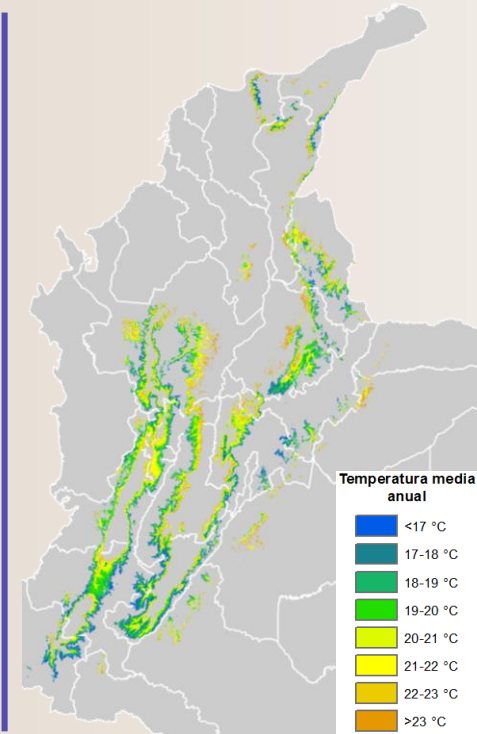 Temperatura media
anual
<17 °C
17-18 °C
18-19 °C
19-20 °C
20-21 °C
21-22 °C
22-23 °C
>23 °C